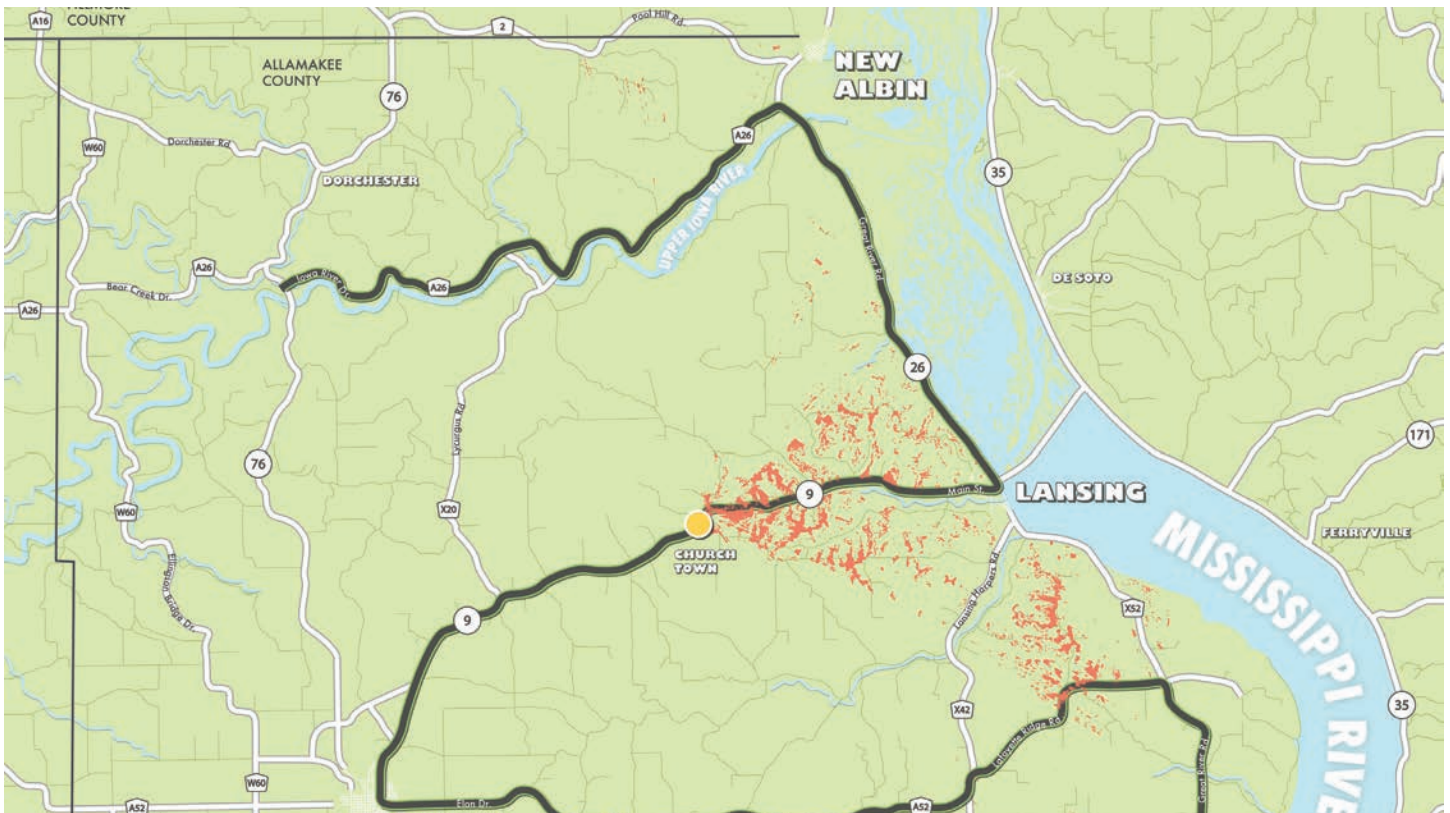 FILLMORE
COUNTY
A16
2
Pool Hill Rd.
ALLAMAKEE
COUNTY
NEW
ALBIN
76
A26
W60
Dorchester Rd.
DORCHESTER
35
UPPER IOWA RIVER
Great River Rd
A26
Iowa River Dr.
A26
Bear Creek Dr.
A26
DE SOTO
26
Lycurgus Rd
171
76
9
Main St.
LANSING
X20
W60
CHURCH
TOWN
FERRYVILLE
MISSISSIPPI RIVE
Ellingson Bridge Dr.
Lansing Harpers Rd
X52
9
X42
35
Lafayette Ridge Rd.
Great River Rd
W60
A52
Elon Dr.
A52